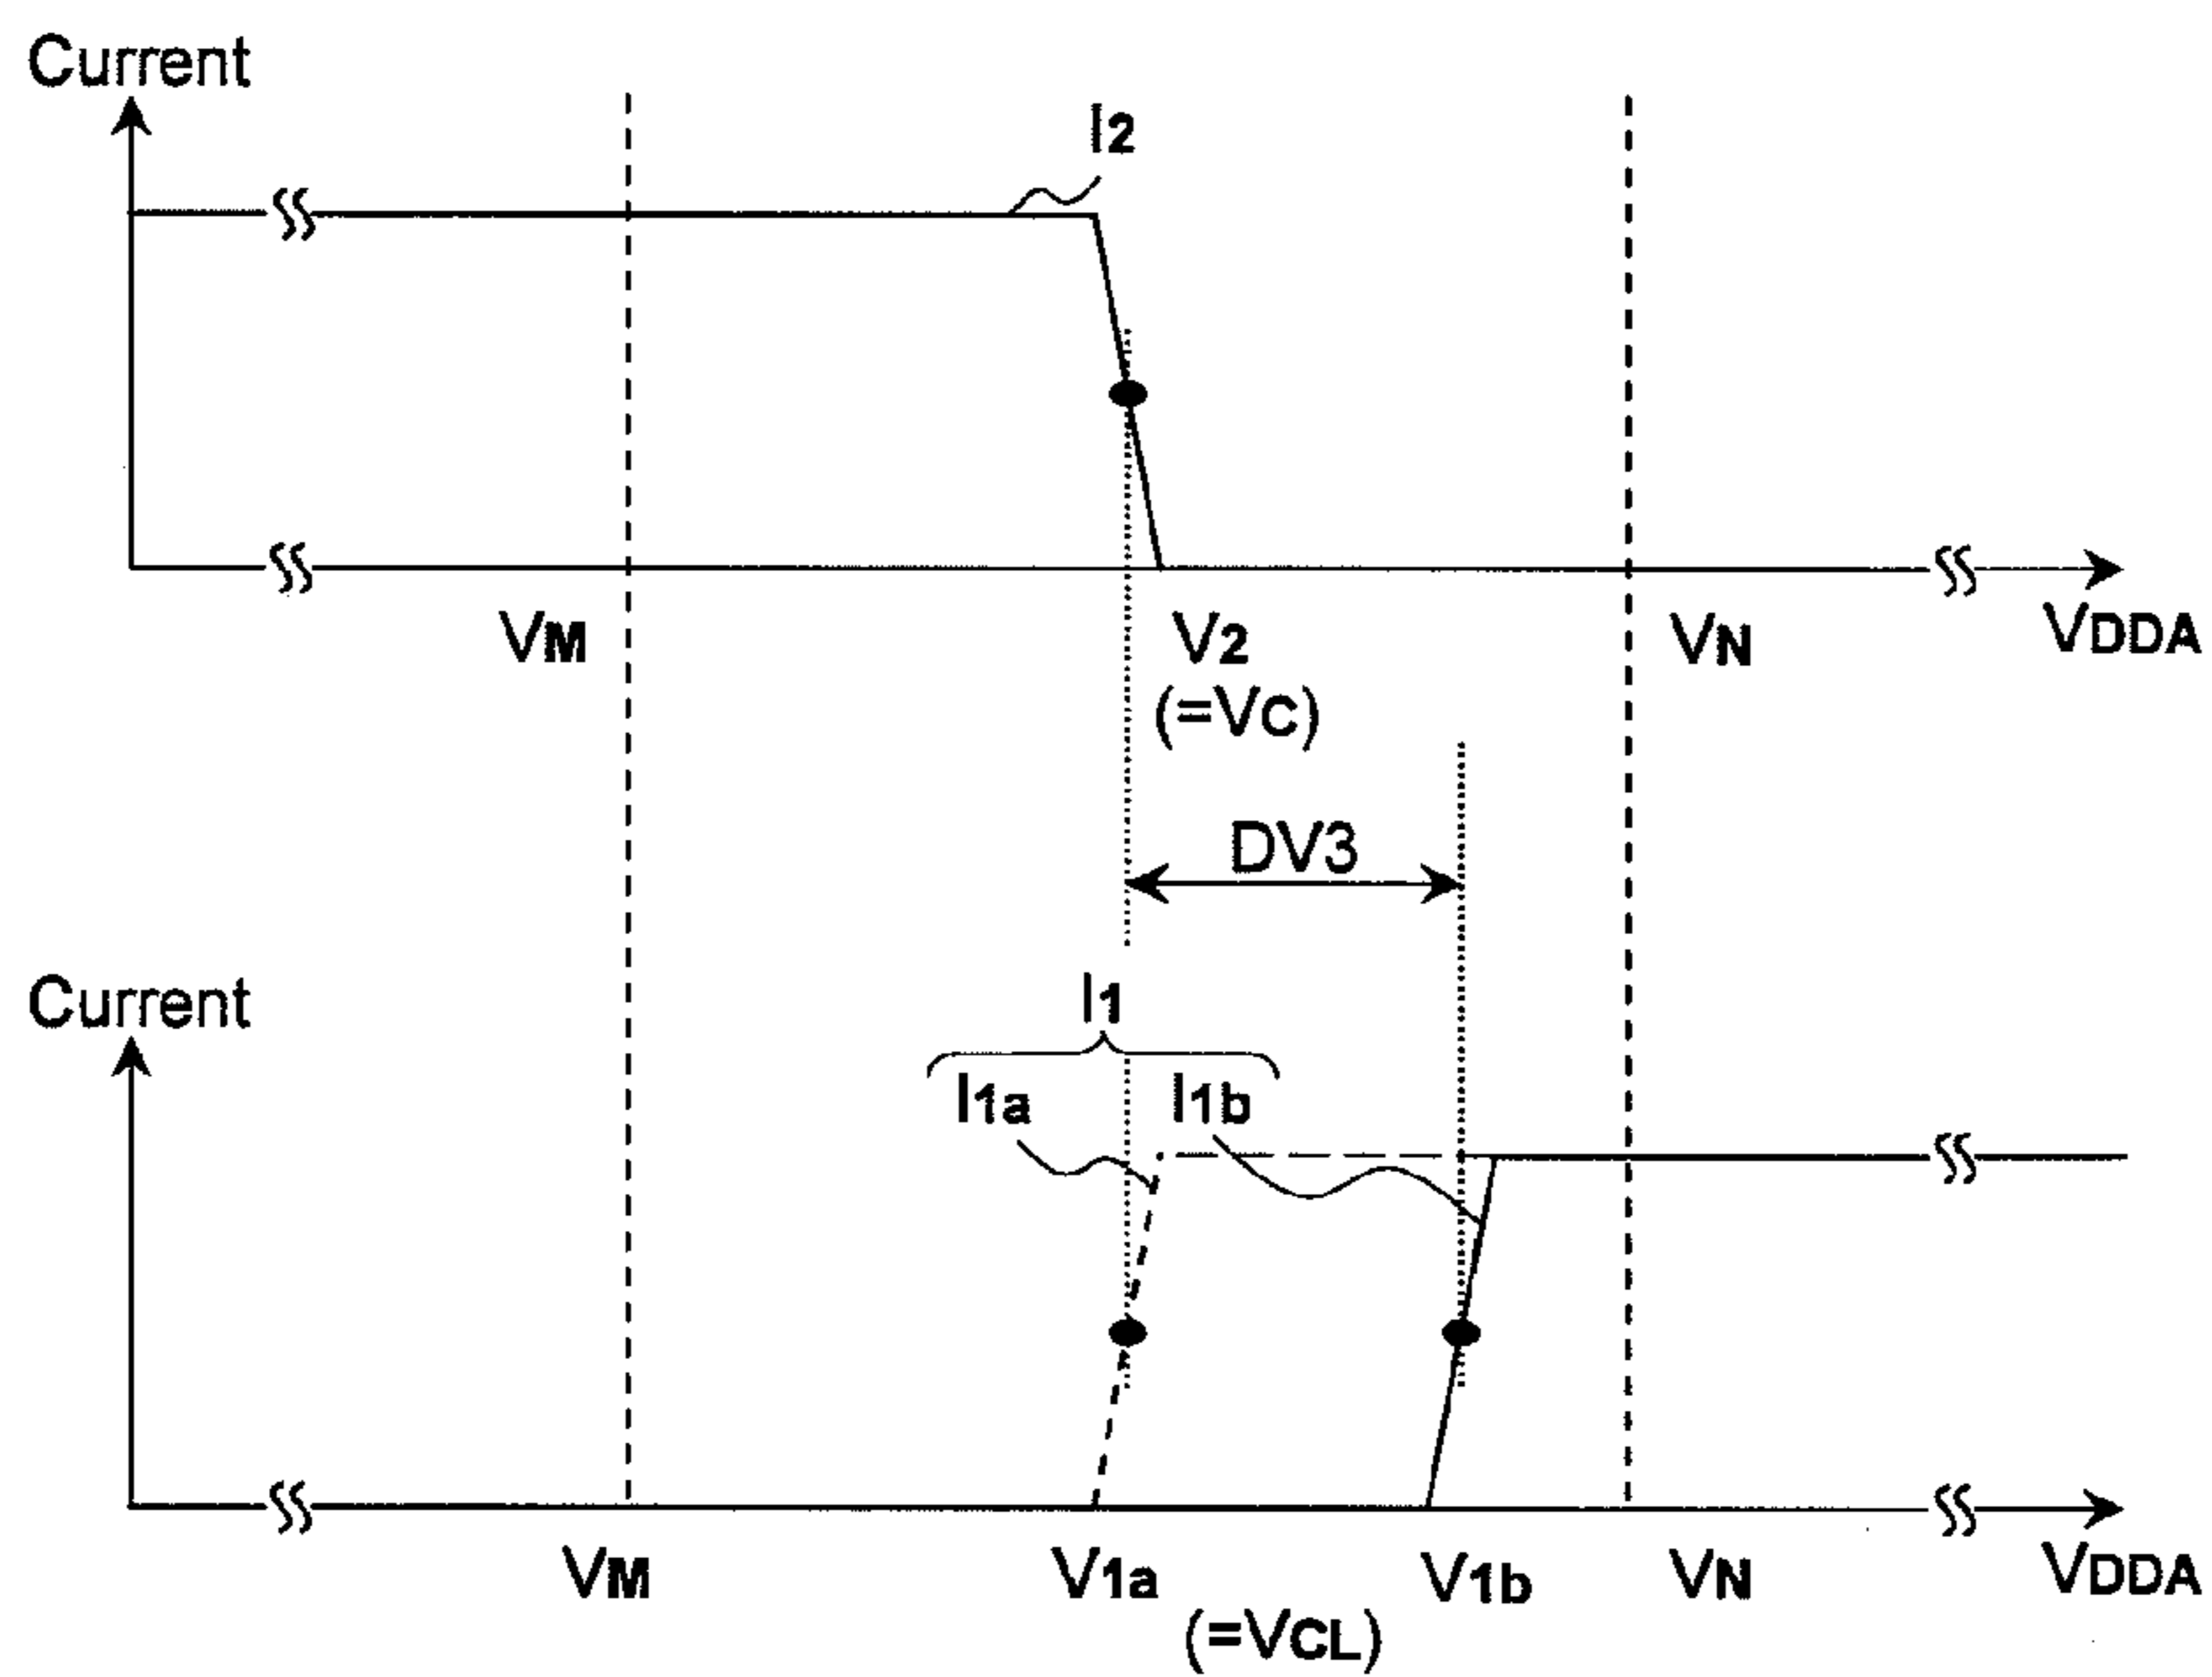 Current
I2
VM
V2
VN
VDDA
(=VC)
DV3
Current
I1
I1a
I1b
VM
V1a
V1b
VN
VDDA
(=VCL)